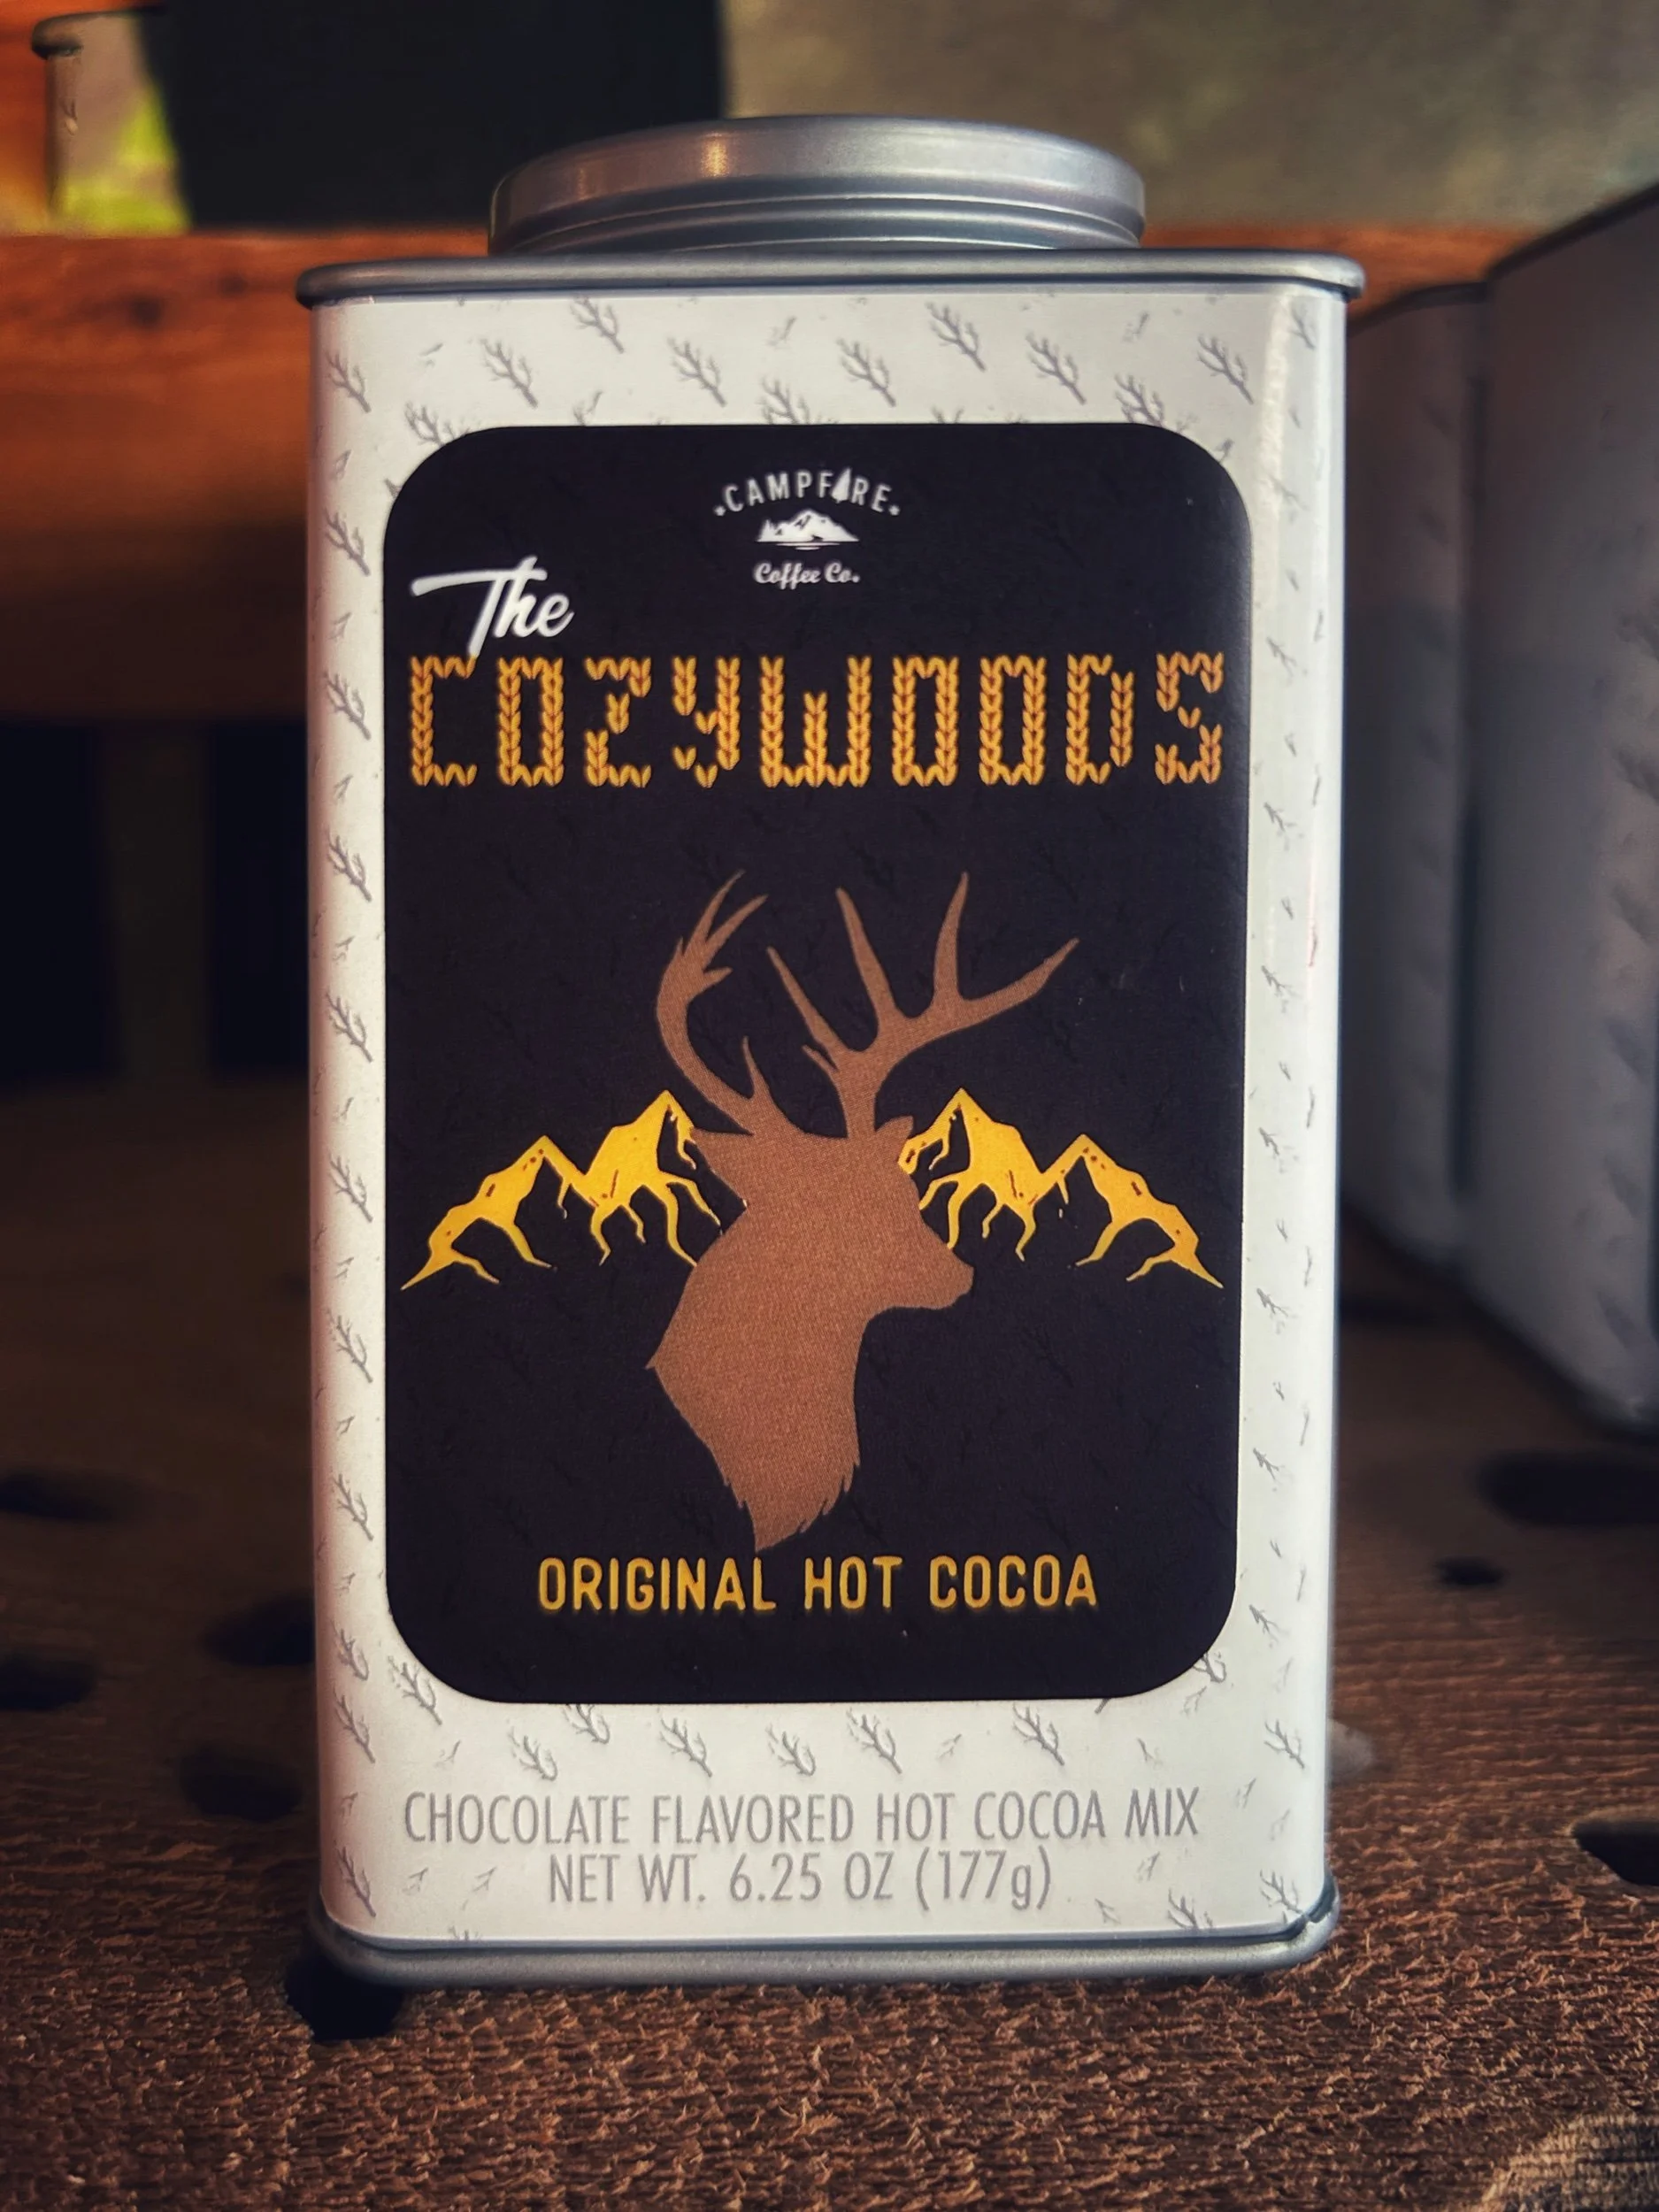 CAMPFIRE
Coffee Co.
The
COZYWOODS
ORIGINAL HOT COCOA
CHOCOLATE FLAVORED HOT COCOA MIX
NET WT. 6.25 OZ (177g)